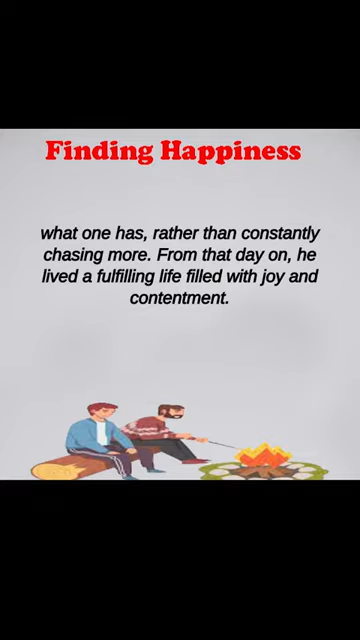 Finding Happiness
what one has, rather than constantly
chasing more. From that day on, he
lived a fulfilling life filled with joy and
contentment.